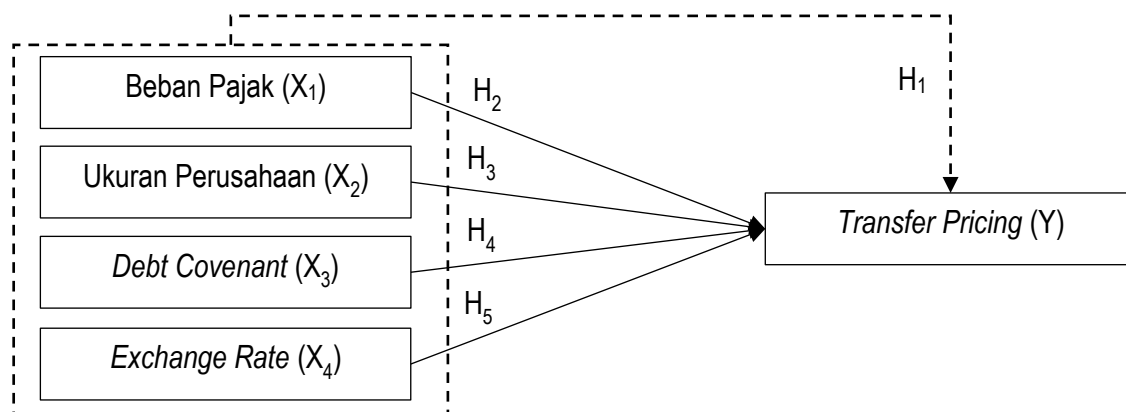 Beban Pajak (X₁)
H₂
H₁
Ukuran Perusahaan (X₂)
H₃
Transfer Pricing (Y)
Debt Covenant (X₃)
H₄
Exchange Rate (X₄)
H₅